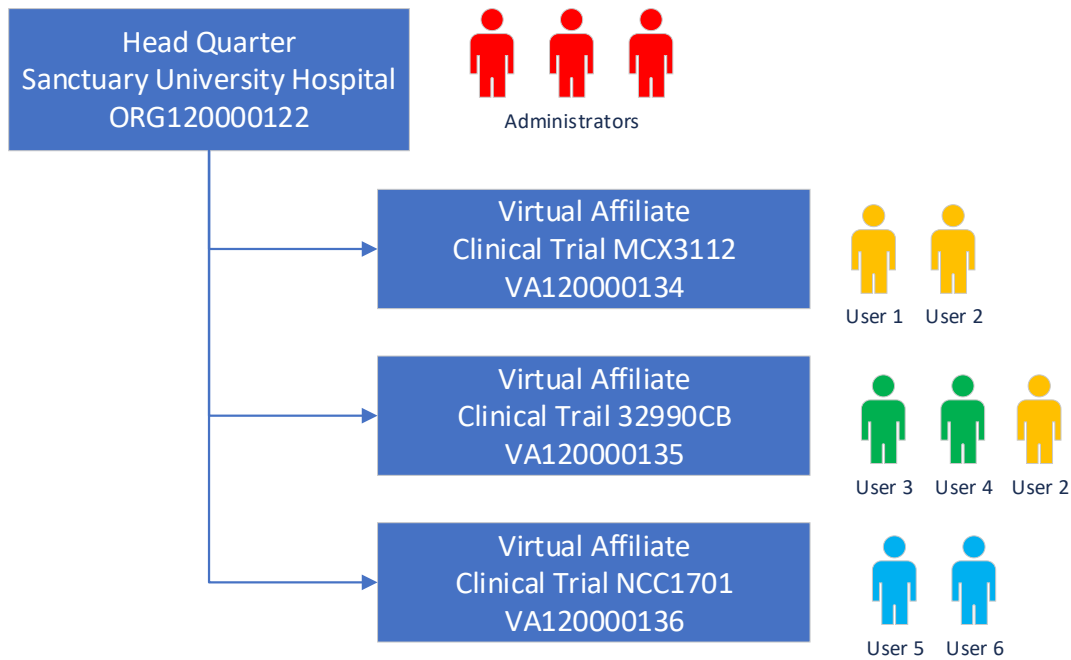 Head Quarter
Sanctuary University Hospital
ORG120000122
Administrators
Virtual Affiliate
Clinical Trial MCX3112
VA120000134
User 1
User 2
Virtual Affiliate
Clinical Trail 32990CB
VA120000135
User 3
User 4
User 2
Virtual Affiliate
Clinical Trial NCC1701
VA120000136
User 5
User 6